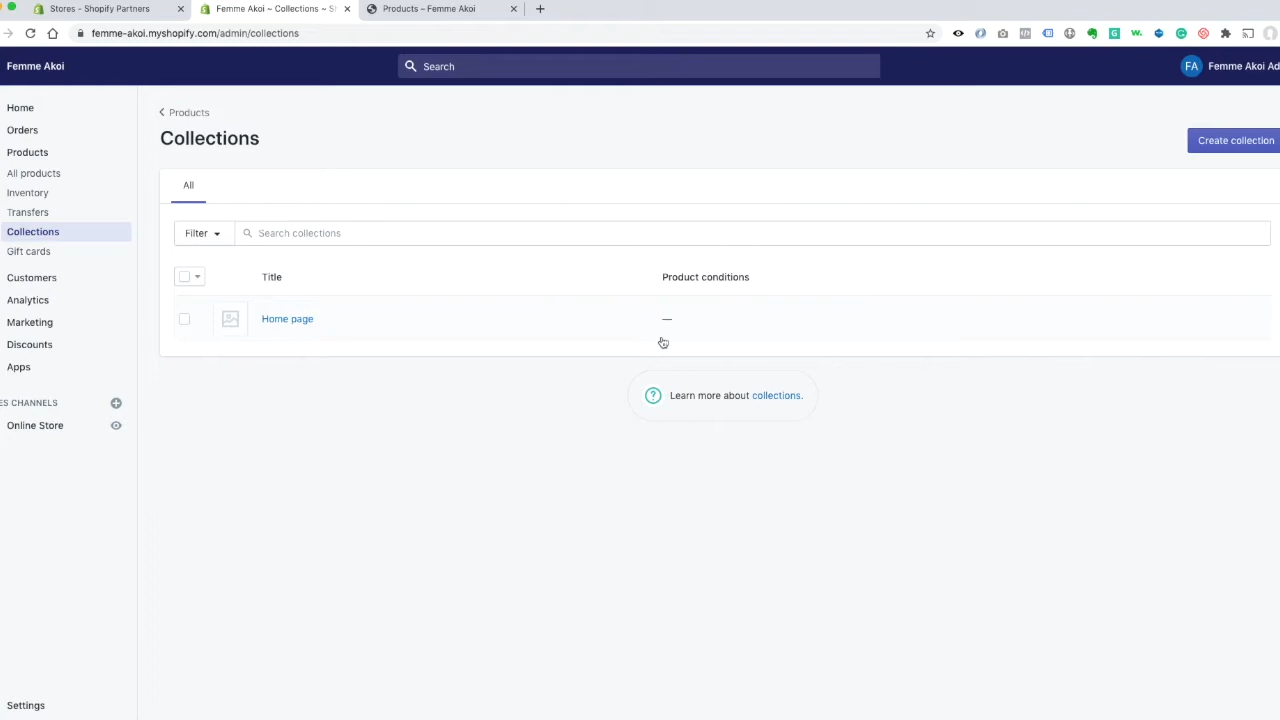 Stores - Shopify Partners
Femme Akoi ~ Collections ~ Sh
Products – Femme Akoi
femme-akoi.myshopify.com/admin/collections
Femme Akoi
Search
FA
Femme Akoi Ad
Home
Orders
Products
All products
Inventory
Transfers
Collections
Gift cards
Customers
Analytics
Marketing
Discounts
Apps
ES CHANNELS
Online Store
Settings
Products
Collections
Create collection
All
Filter
Search collections
Title
Product conditions
Home page
—
Learn more about collections.